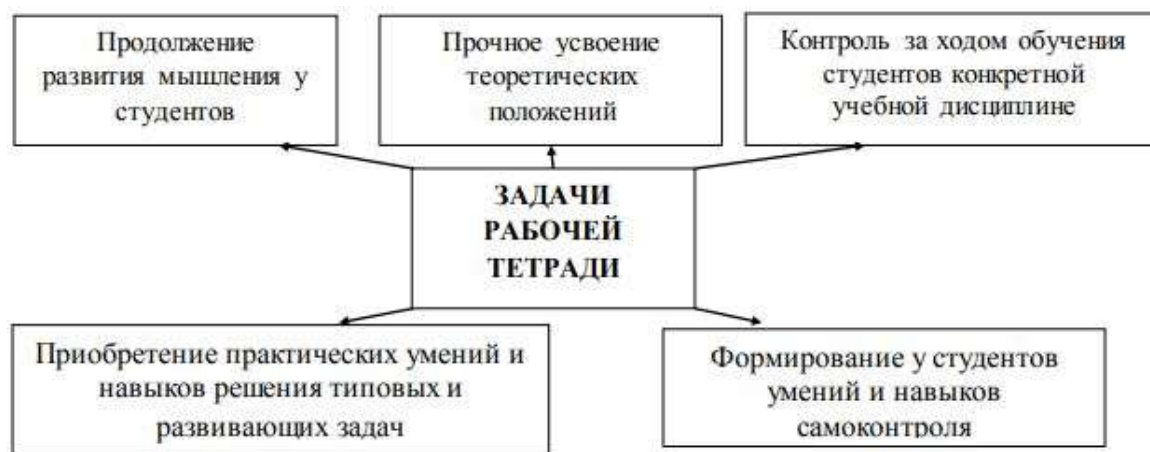 Продолжение
развития мышления у
студентов
Прочное усвоение
теоретических
положений
Контроль за ходом обучения
студентов конкретной
учебной дисциплине
ЗАДАЧИ
РАБОЧЕЙ
ТЕТРАДИ
Приобретение практических умений и
навыков решения типовых и
развивающих задач
Формирование у студентов
умений и навыков
самоконтроля